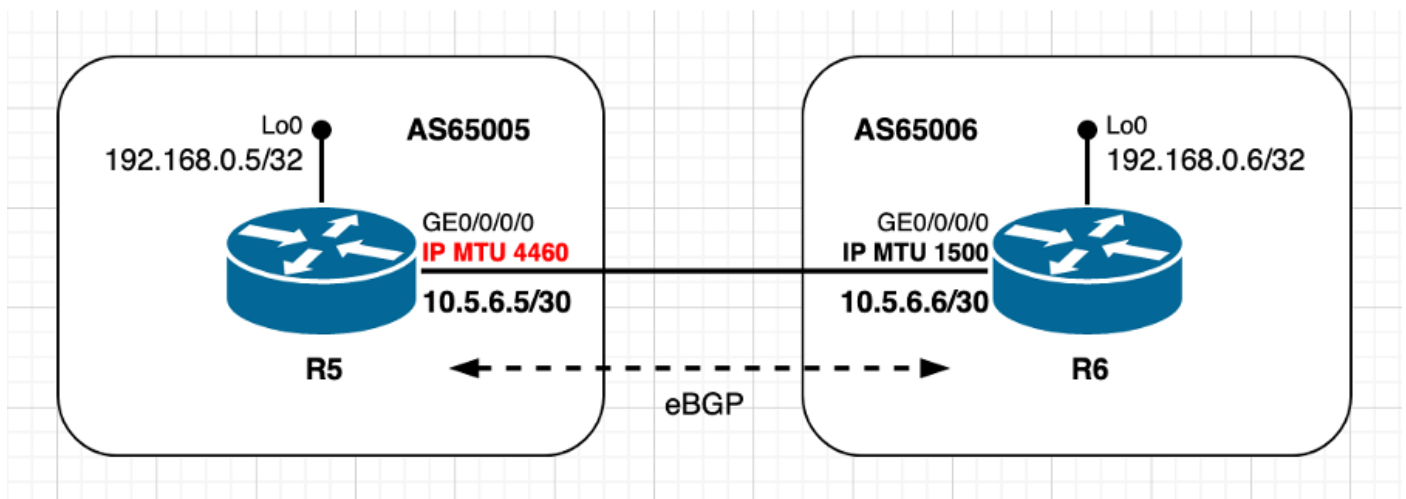 Lo0
192.168.0.5/32
AS65005
GE0/0/0/0
IP MTU 4460
10.5.6.5/30
R5
AS65006
Lo0
192.168.0.6/32
GE0/0/0/0
IP MTU 1500
10.5.6.6/30
R6
eBGP